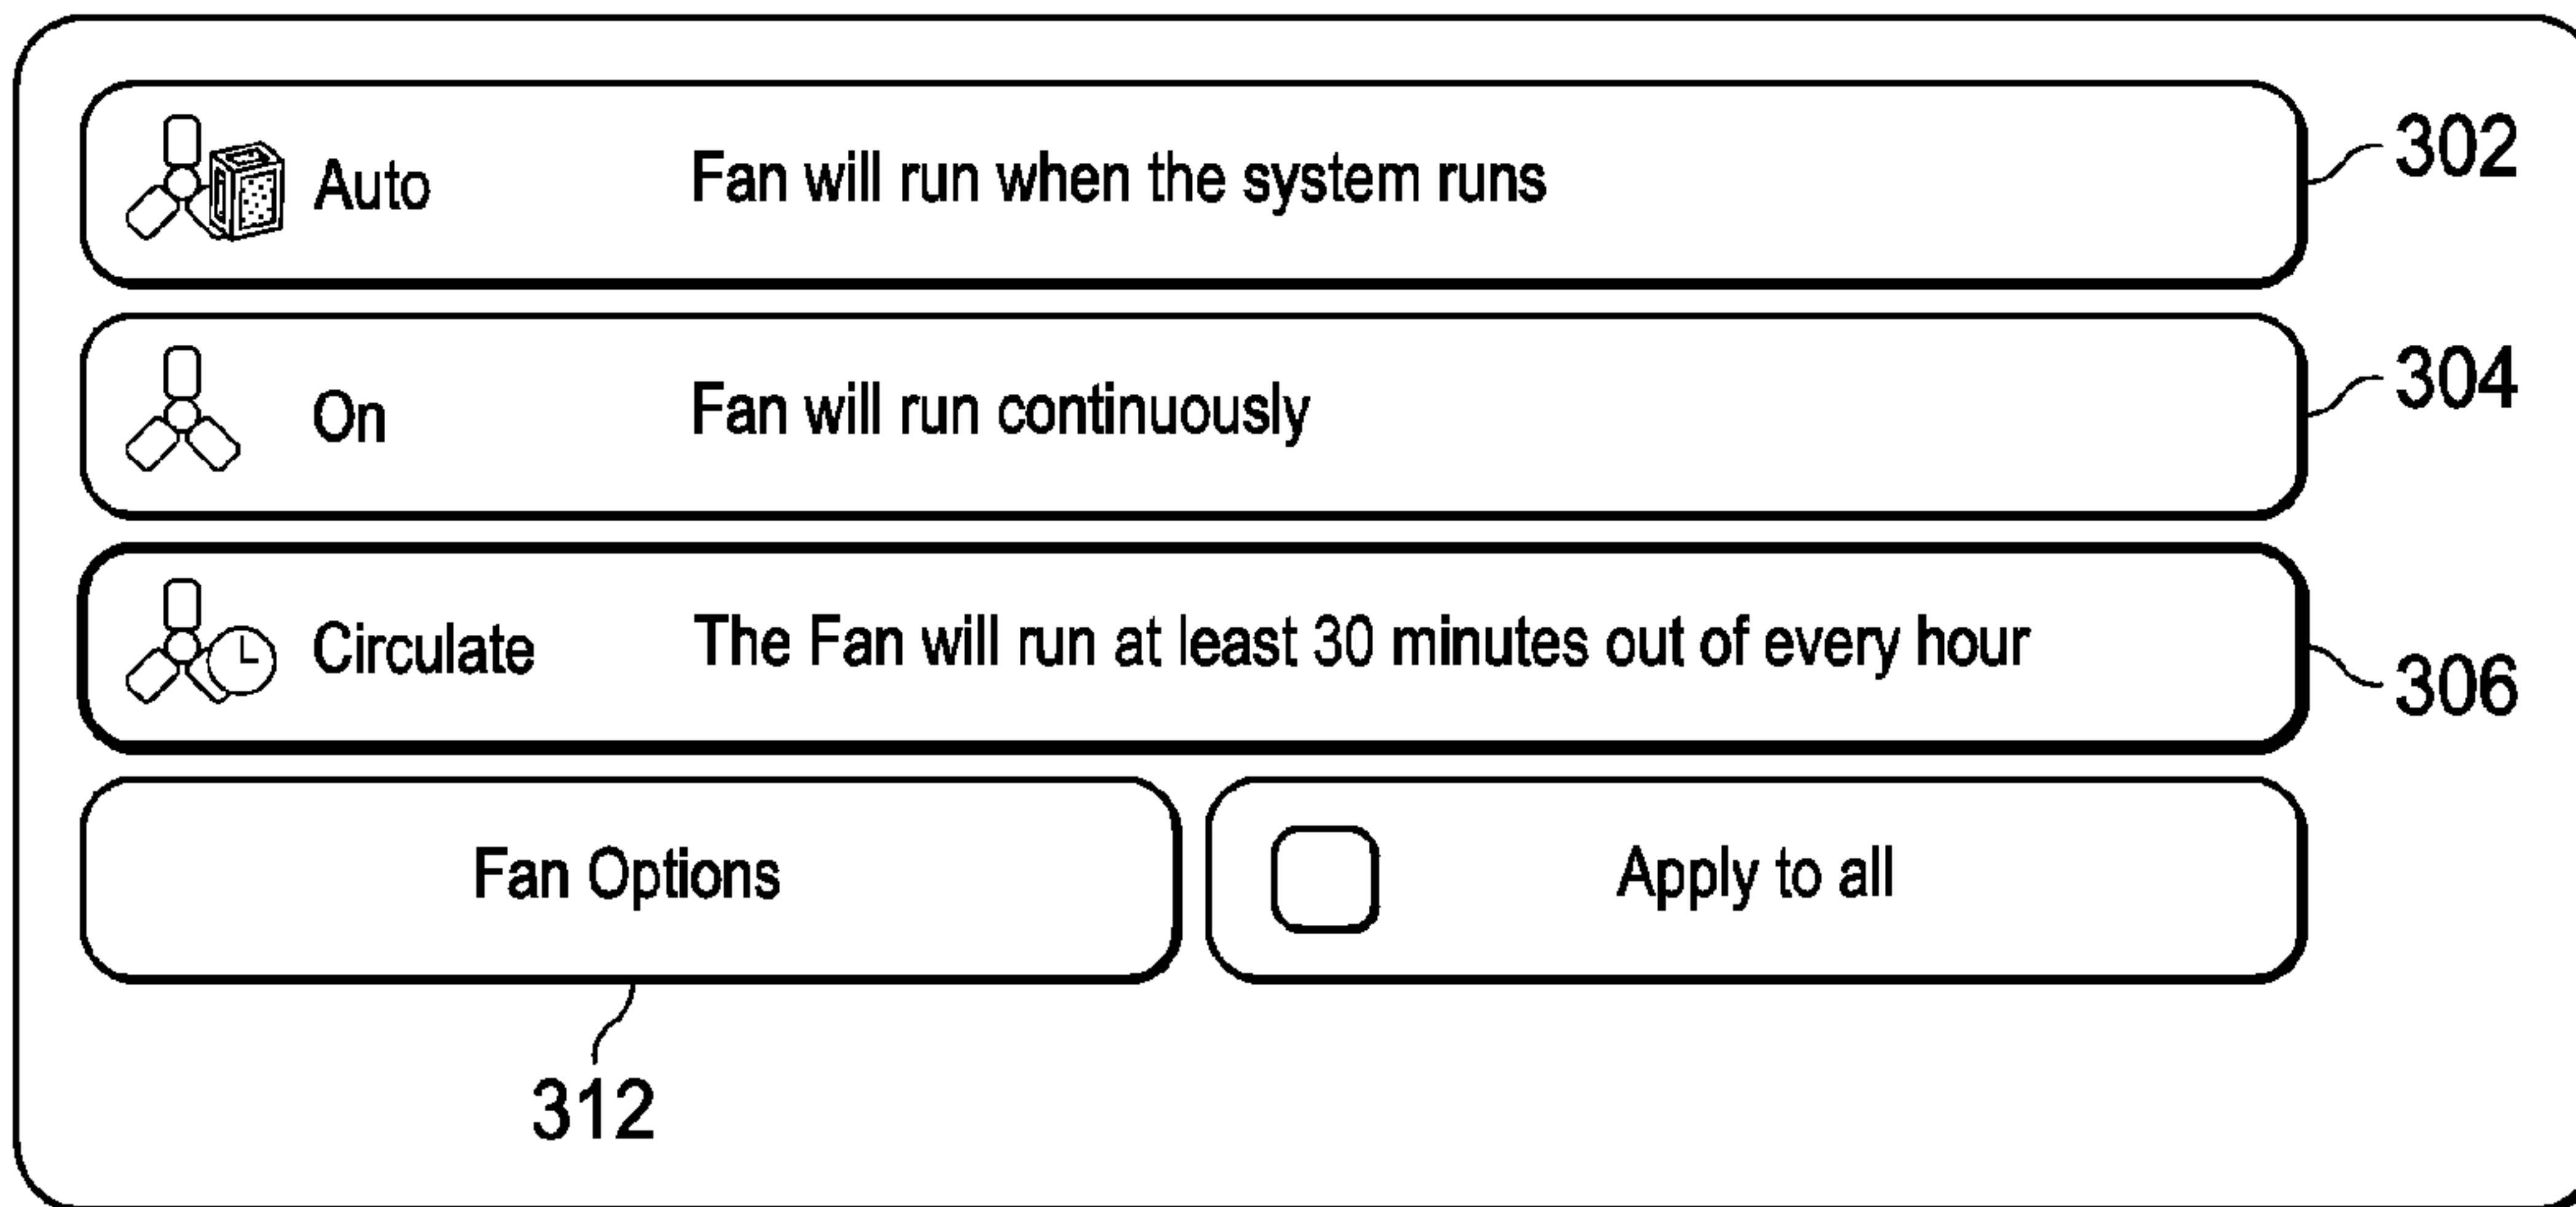 Auto Fan will run when the system runs 302
On Fan will run continuously 304
Circulate The Fan will run at least 30 minutes out of every hour 306
Fan Options Apply to all
312